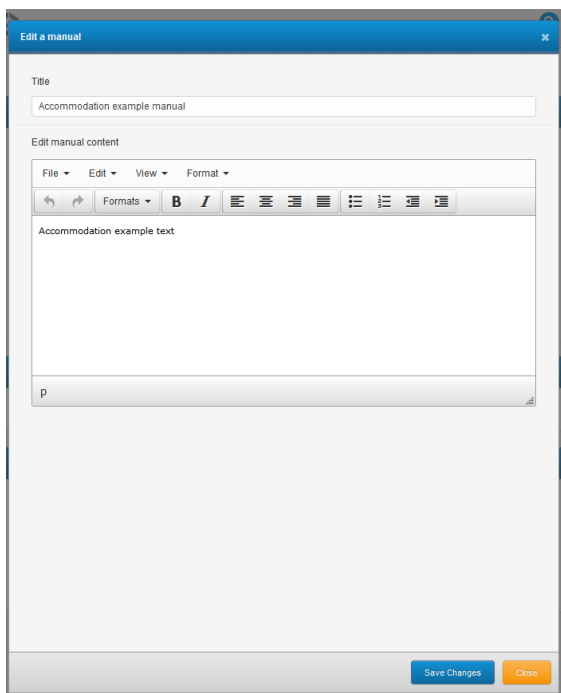 Edit a manual
Title
Accommodation example manual
Edit manual content
File Edit View Format
Formats B I
Accommodation example text
p
Save Changes Close